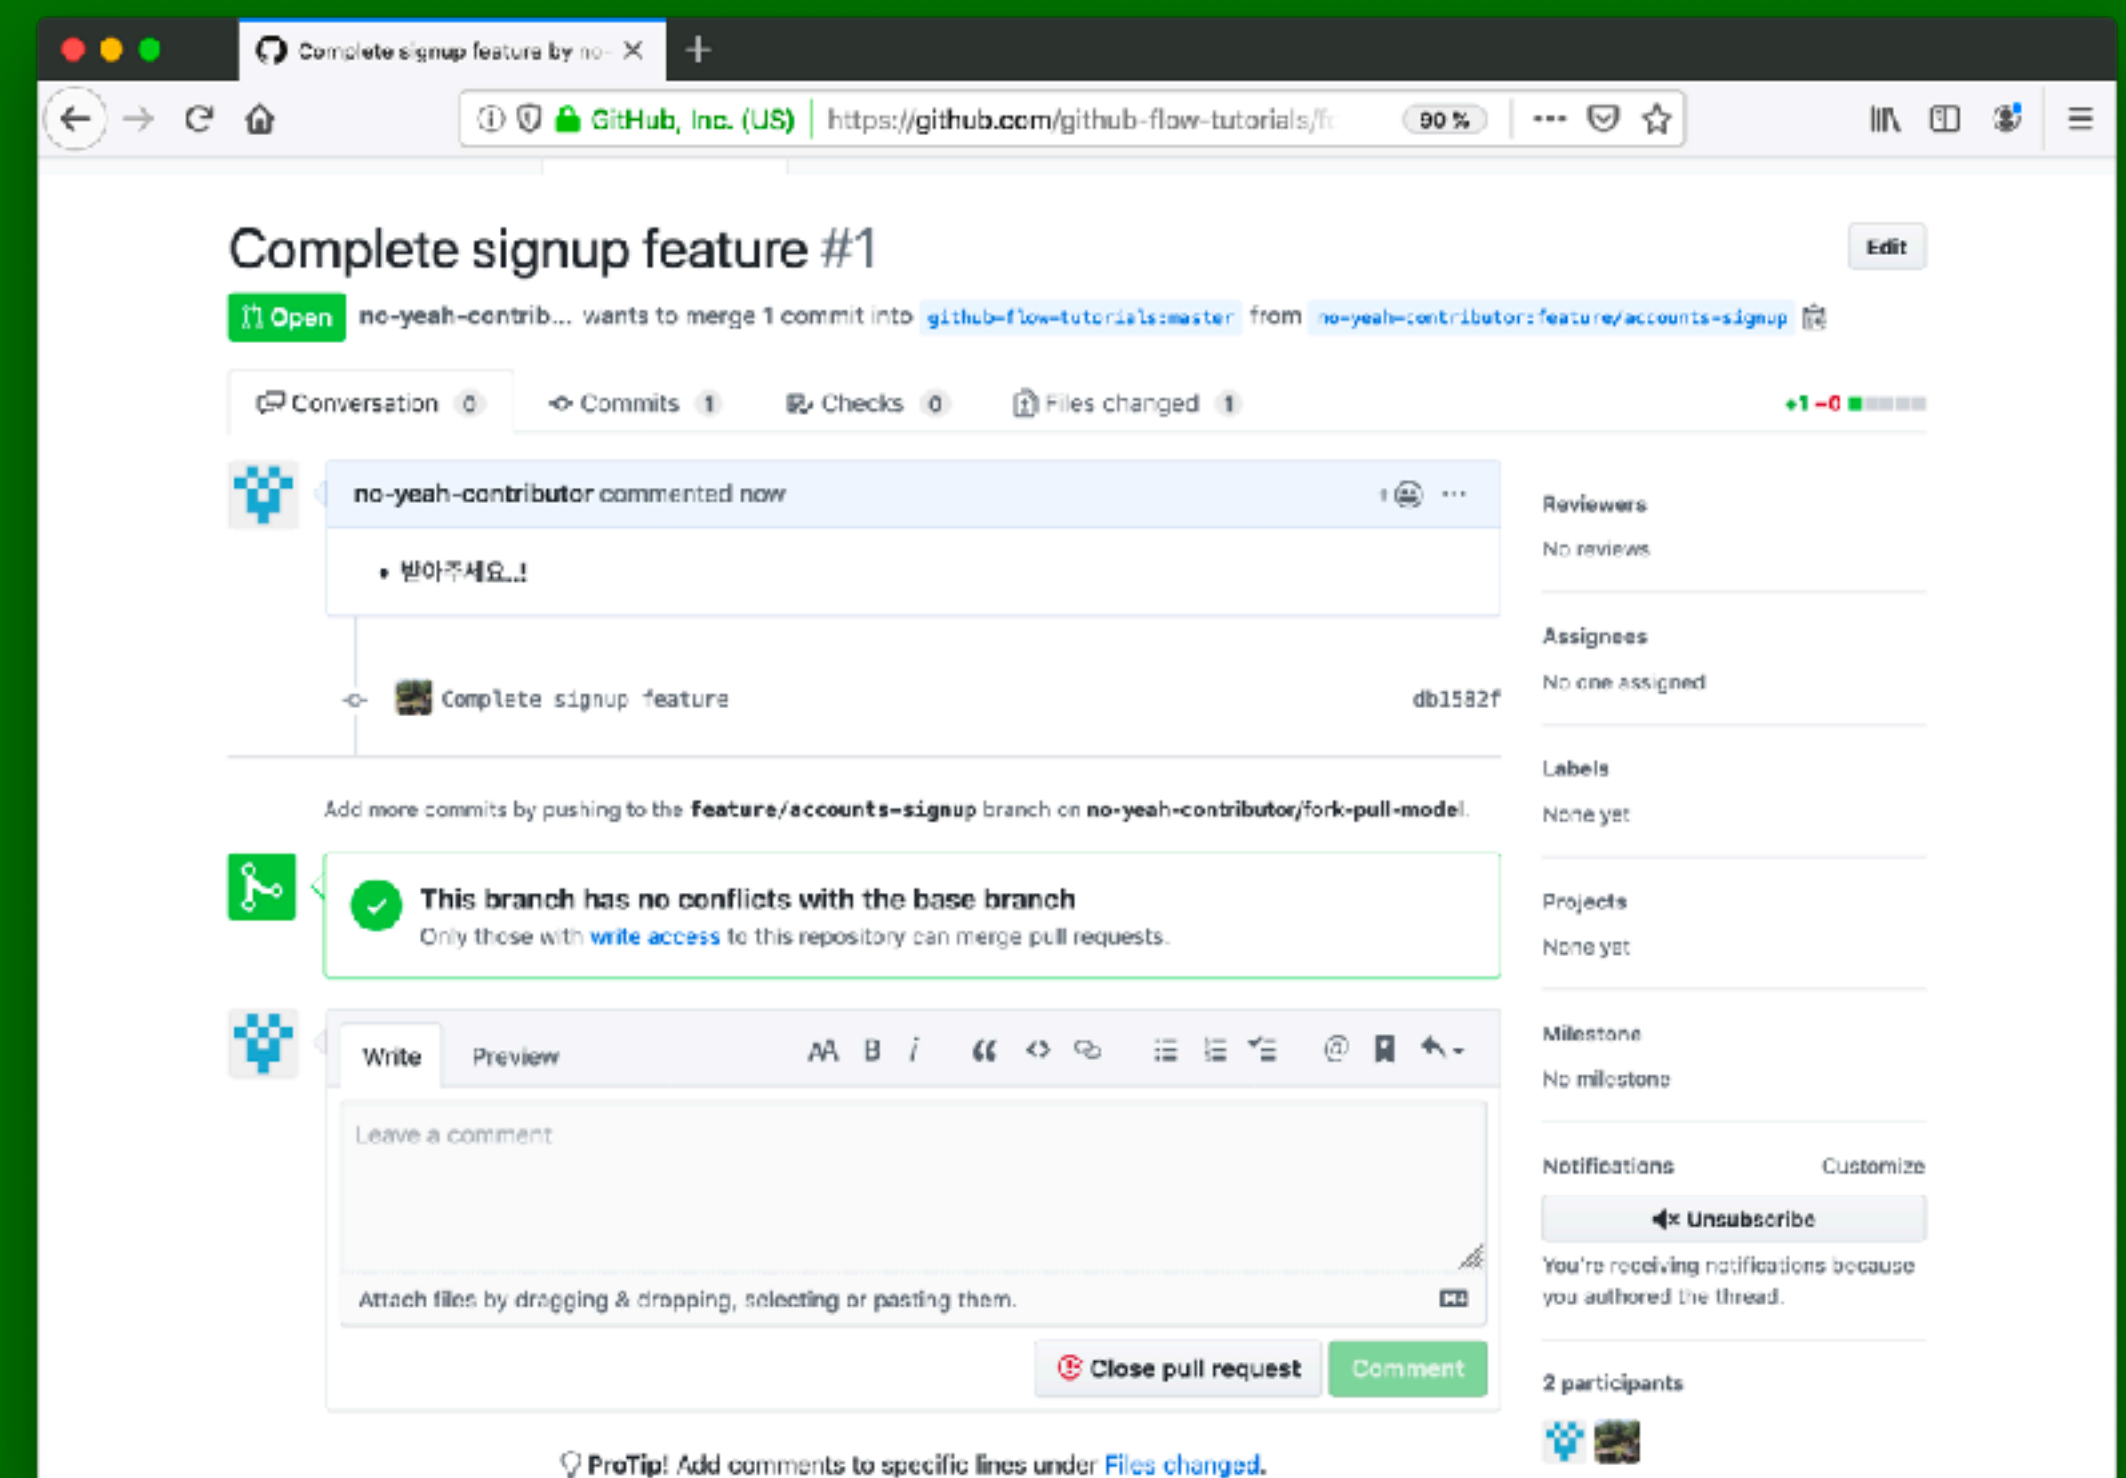 Complete signup feature by no-
GitHub, Inc. (US) https://github.com/github-flow-tutorials/fo 90 %
Complete signup feature #1
Edit
Open no-yeah-contrib... wants to merge 1 commit into github-flow-tutorials:master from no-yeah-contributor:feature/accounts-signup
Conversation 0 Commits 1 Checks 0 Files changed 1 +1 −0
no-yeah-contributor commented now
• 받아주세요..!
Complete signup feature db1582f
Add more commits by pushing to the feature/accounts-signup branch on no-yeah-contributor/fork-pull-model.
This branch has no conflicts with the base branch
Only those with write access to this repository can merge pull requests.
Write Preview
Leave a comment
Attach files by dragging & dropping, selecting or pasting them.
Close pull request Comment
ProTip! Add comments to specific lines under Files changed.
Reviewers
No reviews
Assignees
No one assigned
Labels
None yet
Projects
None yet
Milestone
No milestone
Notifications Customize
Unsubscribe
You're receiving notifications because
you authored the thread.
2 participants